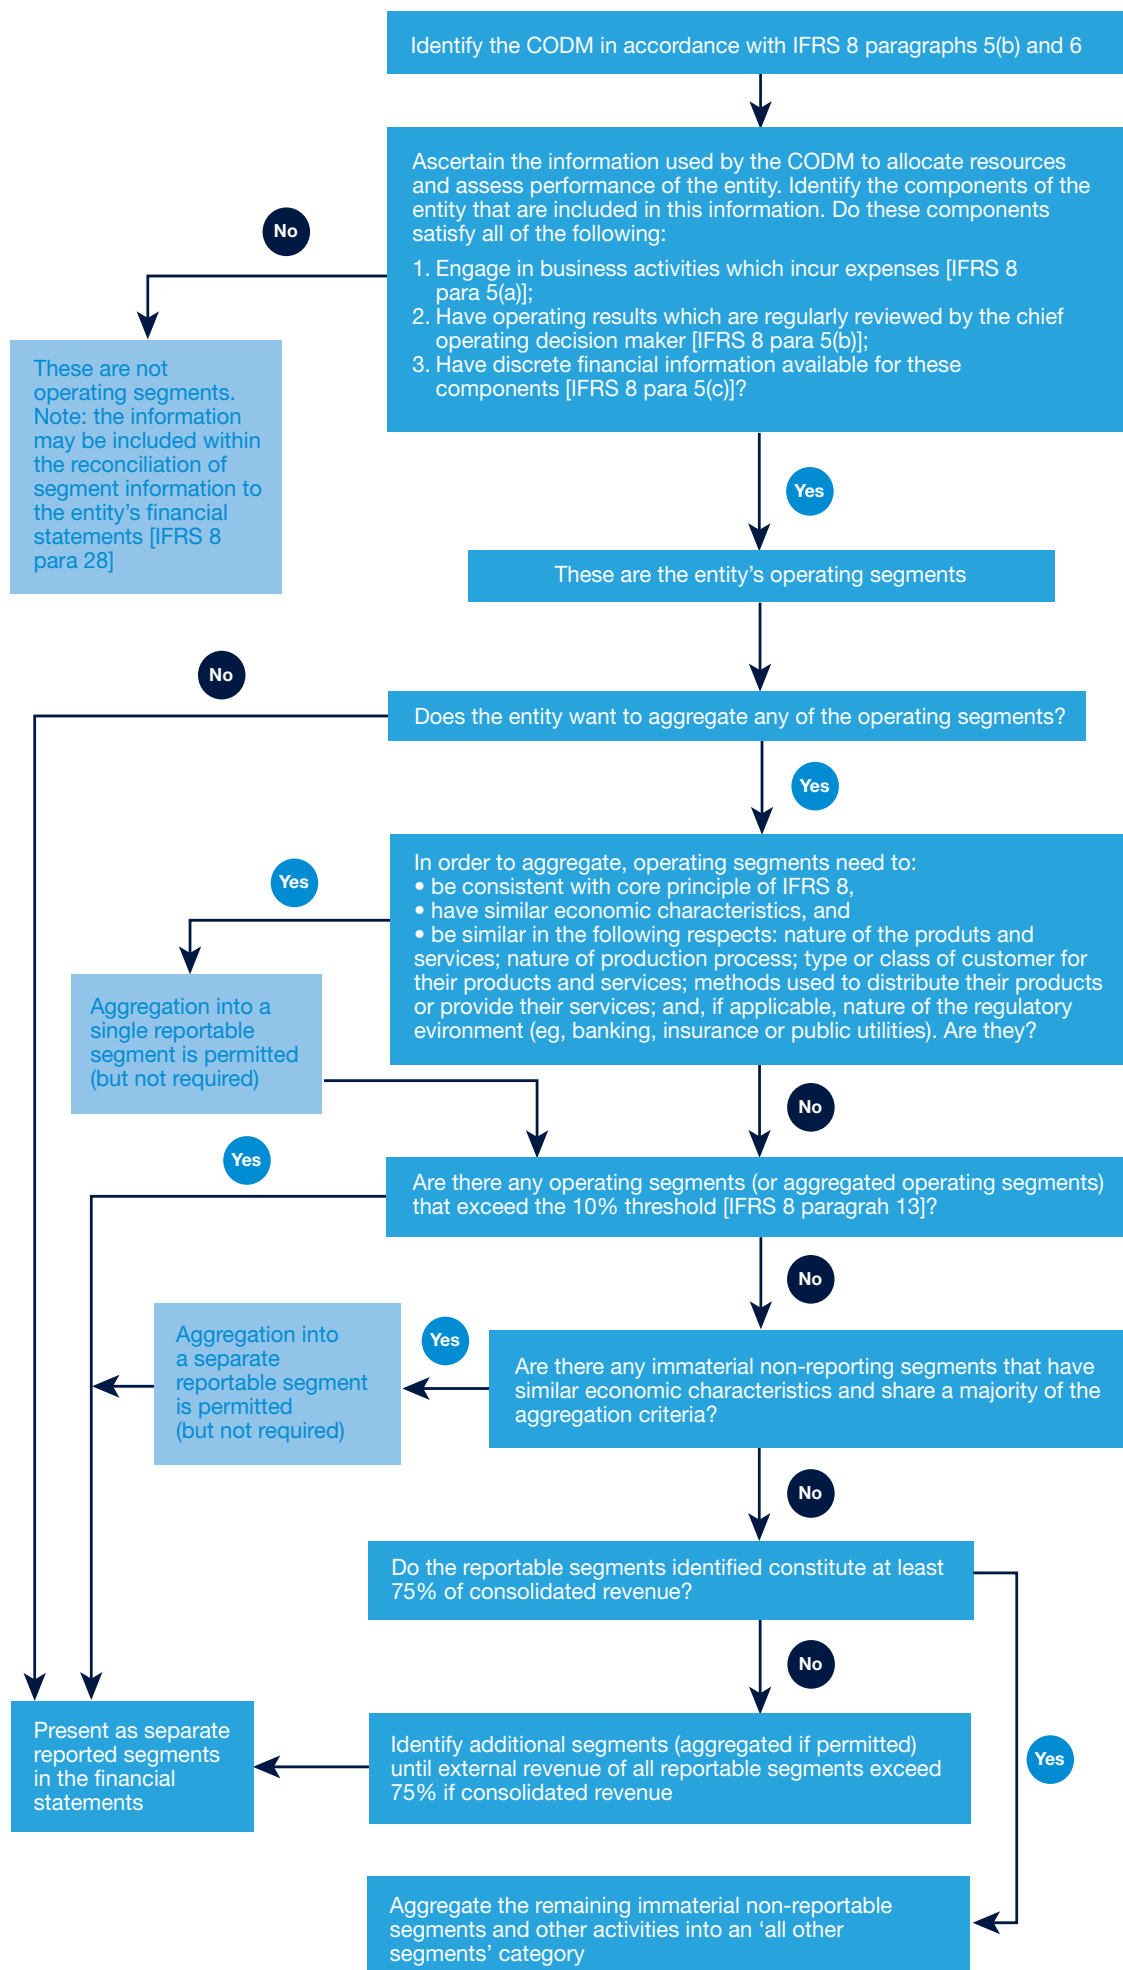 Identify the CODM in accordance with IFRS 8 paragraphs 5(b) and 6
Ascertain the information used by the CODM to allocate resources
and assess performance of the entity. Identify the components of the
entity that are included in this information. Do these components
satisfy all of the following:
1. Engage in business activities which incur expenses [IFRS 8
para 5(a)];
2. Have operating results which are regularly reviewed by the chief
operating decision maker [IFRS 8 para 5(b)];
3. Have discrete financial information available for these
components [IFRS 8 para 5(c)]?
No
These are not
operating segments.
Note: the information
may be included within
the reconciliation of
segment information to
the entity’s financial
statements [IFRS 8
para 28]
Yes
These are the entity’s operating segments
No
Does the entity want to aggregate any of the operating segments?
Yes
In order to aggregate, operating segments need to:
• be consistent with core principle of IFRS 8,
• have similar economic characteristics, and
• be similar in the following respects: nature of the produts and
services; nature of production process; type or class of customer for
their products and services; methods used to distribute their products
or provide their services; and, if applicable, nature of the regulatory
evironment (eg, banking, insurance or public utilities). Are they?
Yes
Aggregation into a
single reportable
segment is permitted
(but not required)
No
Yes
Are there any operating segments (or aggregated operating segments)
that exceed the 10% threshold [IFRS 8 paragrah 13]?
No
Are there any immaterial non-reporting segments that have
similar economic characteristics and share a majority of the
aggregation criteria?
Yes
Aggregation into
a separate
reportable segment
is permitted
(but not required)
No
Do the reportable segments identified constitute at least
75% of consolidated revenue?
No
Identify additional segments (aggregated if permitted)
until external revenue of all reportable segments exceed
75% if consolidated revenue
Present as separate
reported segments
in the financial
statements
Yes
Aggregate the remaining immaterial non-reportable
segments and other activities into an ‘all other
segments’ category